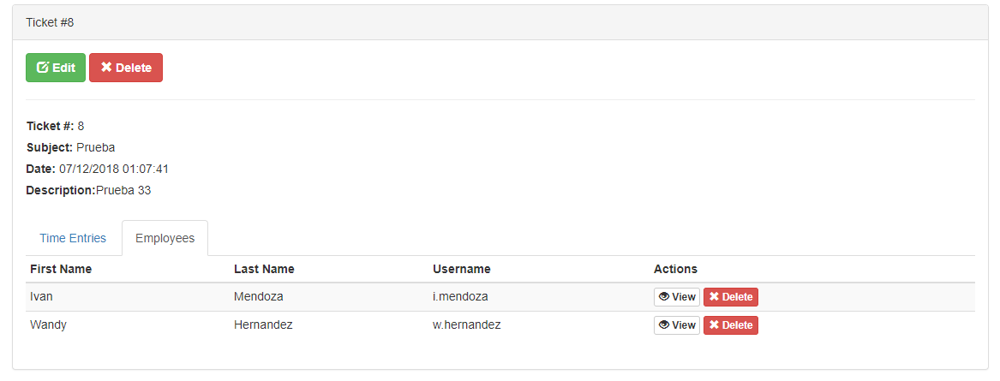 Ticket #8
Edit Delete
Ticket #: 8
Subject: Prueba
Date: 07/12/2018 01:07:41
Description:Prueba 33
Time Entries Employees
First Name Last Name Username Actions
Ivan Mendoza i.mendoza View Delete
Wandy Hernandez w.hernandez View Delete